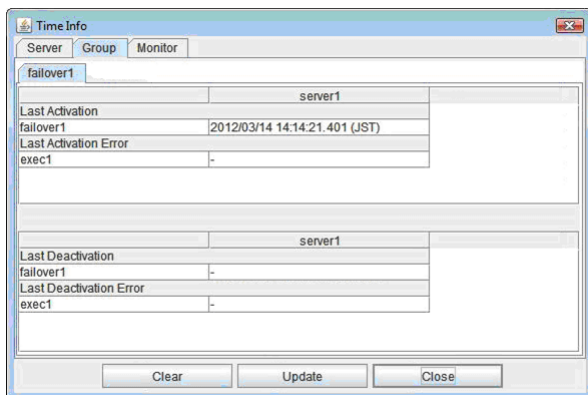 Time Info
Server Group Monitor
failover1
server1
Last Activation
failover1 2012/03/14 14:14:21.401 (JST)
Last Activation Error
exec1 -
server1
Last Deactivation
failover1 -
Last Deactivation Error
exec1 -
Clear Update Close